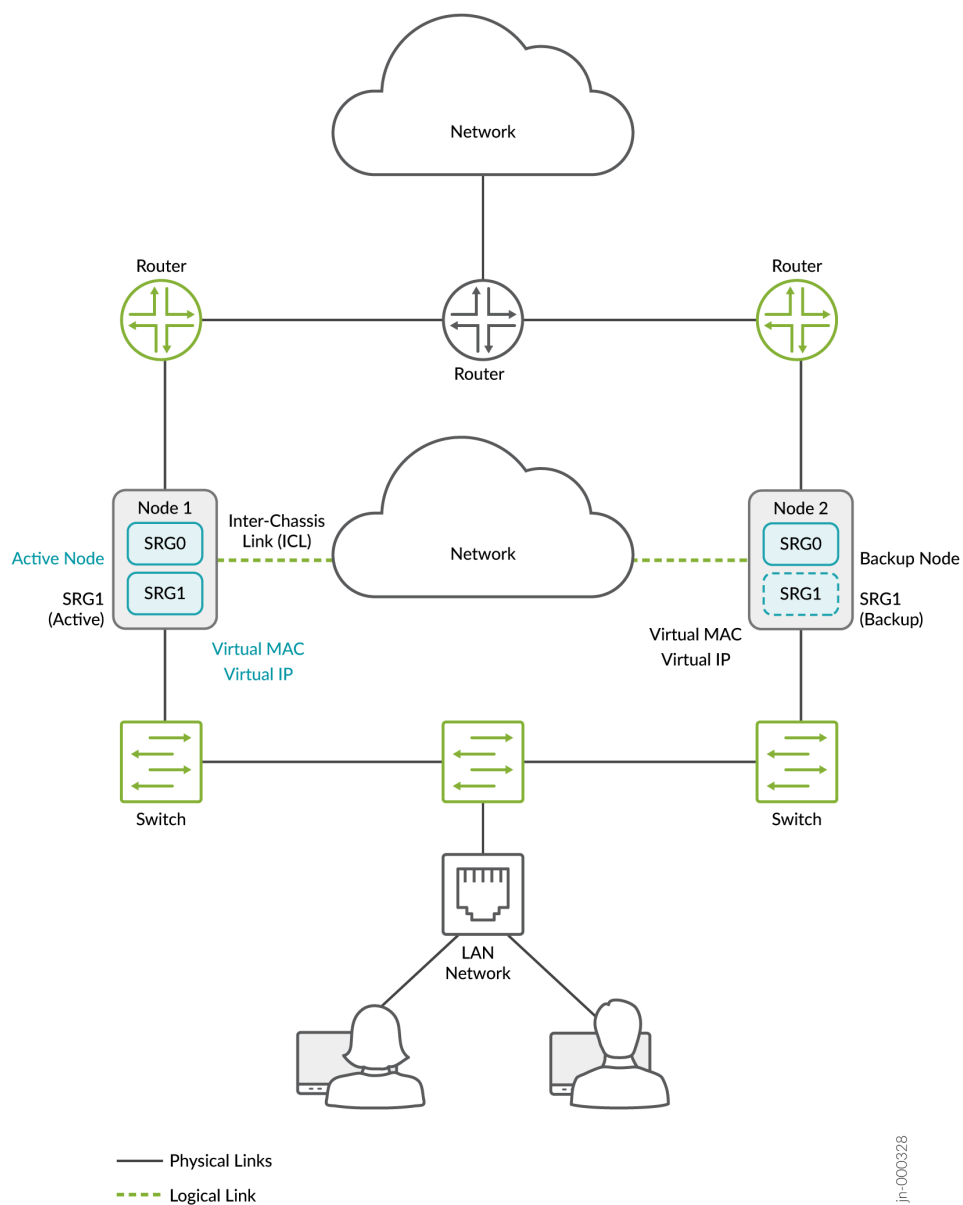 Network
Router
Router
Router
Node 1
SRG0
SRG1
Active Node
SRG1
(Active)
Inter-Chassis
Link (ICL)
Network
Node 2
SRG0
SRG1
Backup Node
SRG1
(Backup)
Virtual MAC
Virtual IP
Virtual MAC
Virtual IP
Switch
Switch
LAN
Network
Physical Links
Logical Link
jn-000328